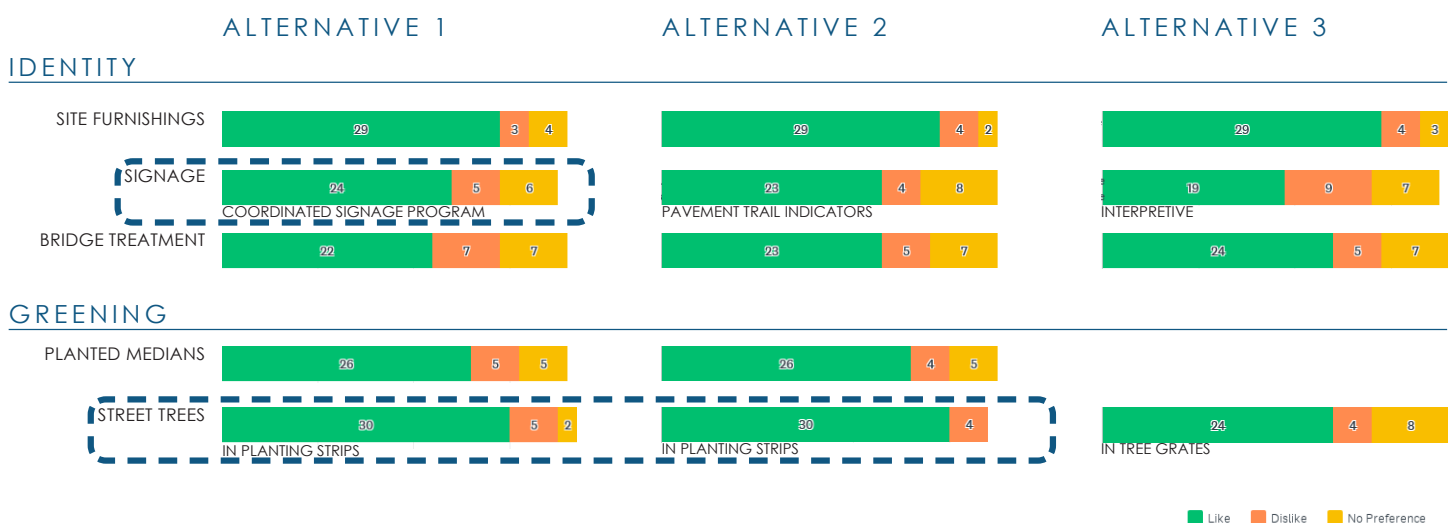 ALTERNATIVE 1 ALTERNATIVE 2 ALTERNATIVE 3
IDENTITY
SITE FURNISHINGS 29 3 4 29 4 2 29 4 3
SIGNAGE 24 5 6 23 4 8 19 9 7
COORDINATED SIGNAGE PROGRAM PAVEMENT TRAIL INDICATORS INTERPRETIVE
BRIDGE TREATMENT 22 7 7 23 5 7 24 5 7
GREENING
PLANTED MEDIANS 26 5 5 26 4 5
STREET TREES 30 5 2 30 4 24 4 8
IN PLANTING STRIPS IN PLANTING STRIPS IN TREE GRATES
Like Dislike No Preference